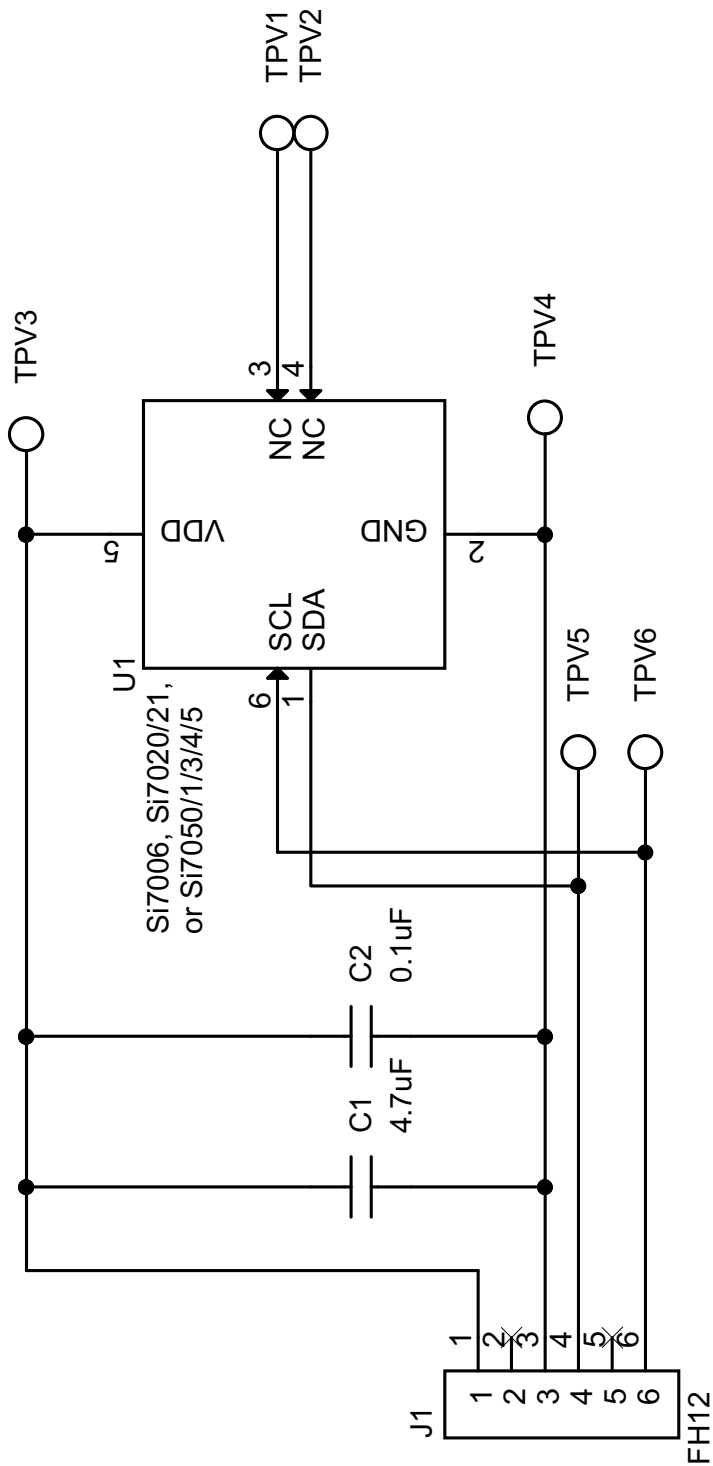 TPV3
5
VDD
U1
Si7006, Si7020/21,
or Si7050/1/3/4/5
6
SCL
NC
3
TPV1
1
SDA
NC
4
TPV2
GND
2
TPV4
C1
4.7uF
C2
0.1uF
TPV5
TPV6
J1
1 1
2 2
3 3
4 4
5 5
6 6
FH12